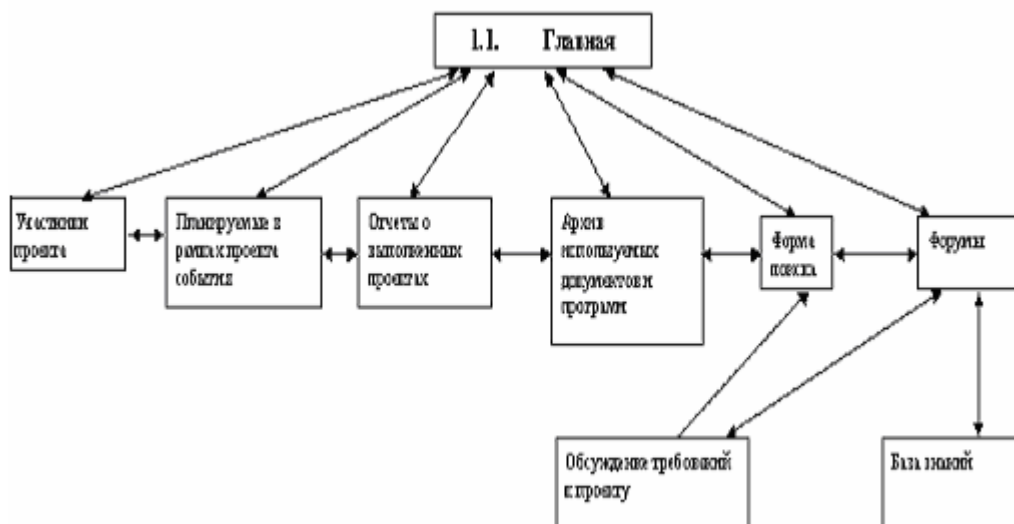 1.1. Главная
Участники
проекта
Планируемые в
рамках проекта
события
Отчеты о
выполненных
проектах
Архив
используемых
документов и
программ
Форма
поиска
Форумы
Обсуждение требований
к проекту
База знаний